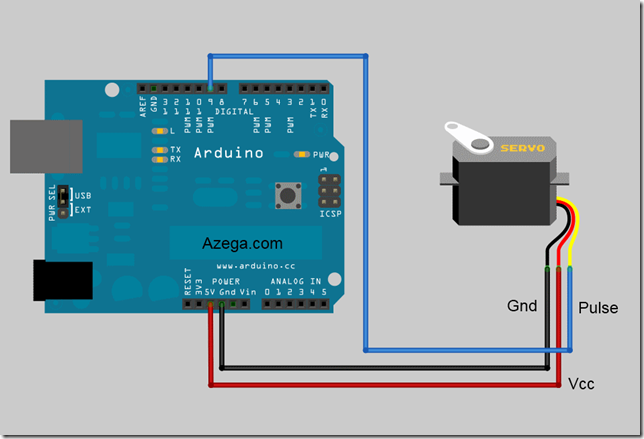 AREF
GND
13
12
11
10
9
8
7
6
5
4
3
2
1
0
PWM
PWM
PWM
PWM
PWM
PWM
TX
RX
DIGITAL
L
TX
RX
Arduino
PWR
SERVO
1
ICSP
PWR SEL
USB
EXT
Azega.com
www.arduino.cc
RESET
3V3
5V Gnd Vin
POWER
ANALOG IN
0 1 2 3 4 5
Gnd
Pulse
Vcc